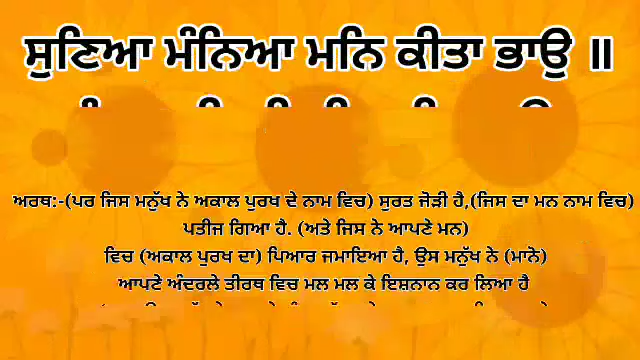 ਸੁਣਿਆ ਮੰਨਿਆ ਮਨਿ ਕੀਤਾ ਭਾਉ ॥
ਅਰਥ:-(ਪਰ ਜਿਸ ਮਨੁੱਖ ਨੇ ਅਕਾਲ ਪੁਰਖ ਦੇ ਨਾਮ ਵਿਚ) ਸੁਰਤ ਜੋੜੀ ਹੈ,(ਜਿਸ ਦਾ ਮਨ ਨਾਮ ਵਿਚ)
ਪਤੀਜ ਗਿਆ ਹੈ. (ਅਤੇ ਜਿਸ ਨੇ ਆਪਣੇ ਮਨ)
ਵਿਚ (ਅਕਾਲ ਪੁਰਖ ਦਾ) ਪਿਆਰ ਜਮਾਇਆ ਹੈ, ਉਸ ਮਨੁੱਖ ਨੇ (ਮਾਨੋ)
ਆਪਣੇ ਅੰਦਰਲੇ ਤੀਰਥ ਵਿਚ ਮਲ ਮਲ ਕੇ ਇਸ਼ਨਾਨ ਕਰ ਲਿਆ ਹੈ